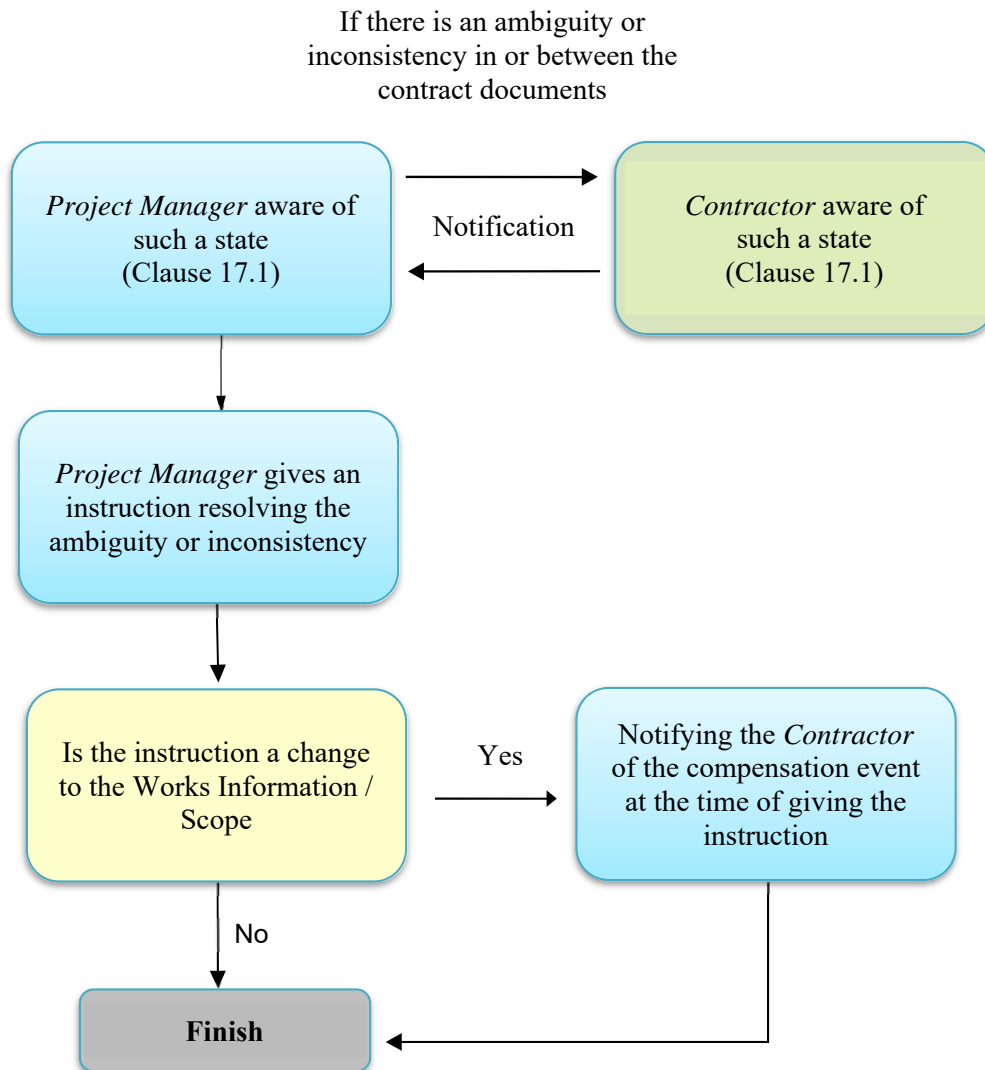 If there is an ambiguity or
inconsistency in or between the
contract documents
Project Manager aware of
such a state
(Clause 17.1)
Notification
Contractor aware of
such a state
(Clause 17.1)
Project Manager gives an
instruction resolving the
ambiguity or inconsistency
Is the instruction a change
to the Works Information /
Scope
Yes
Notifying the Contractor
of the compensation event
at the time of giving the
instruction
No
Finish